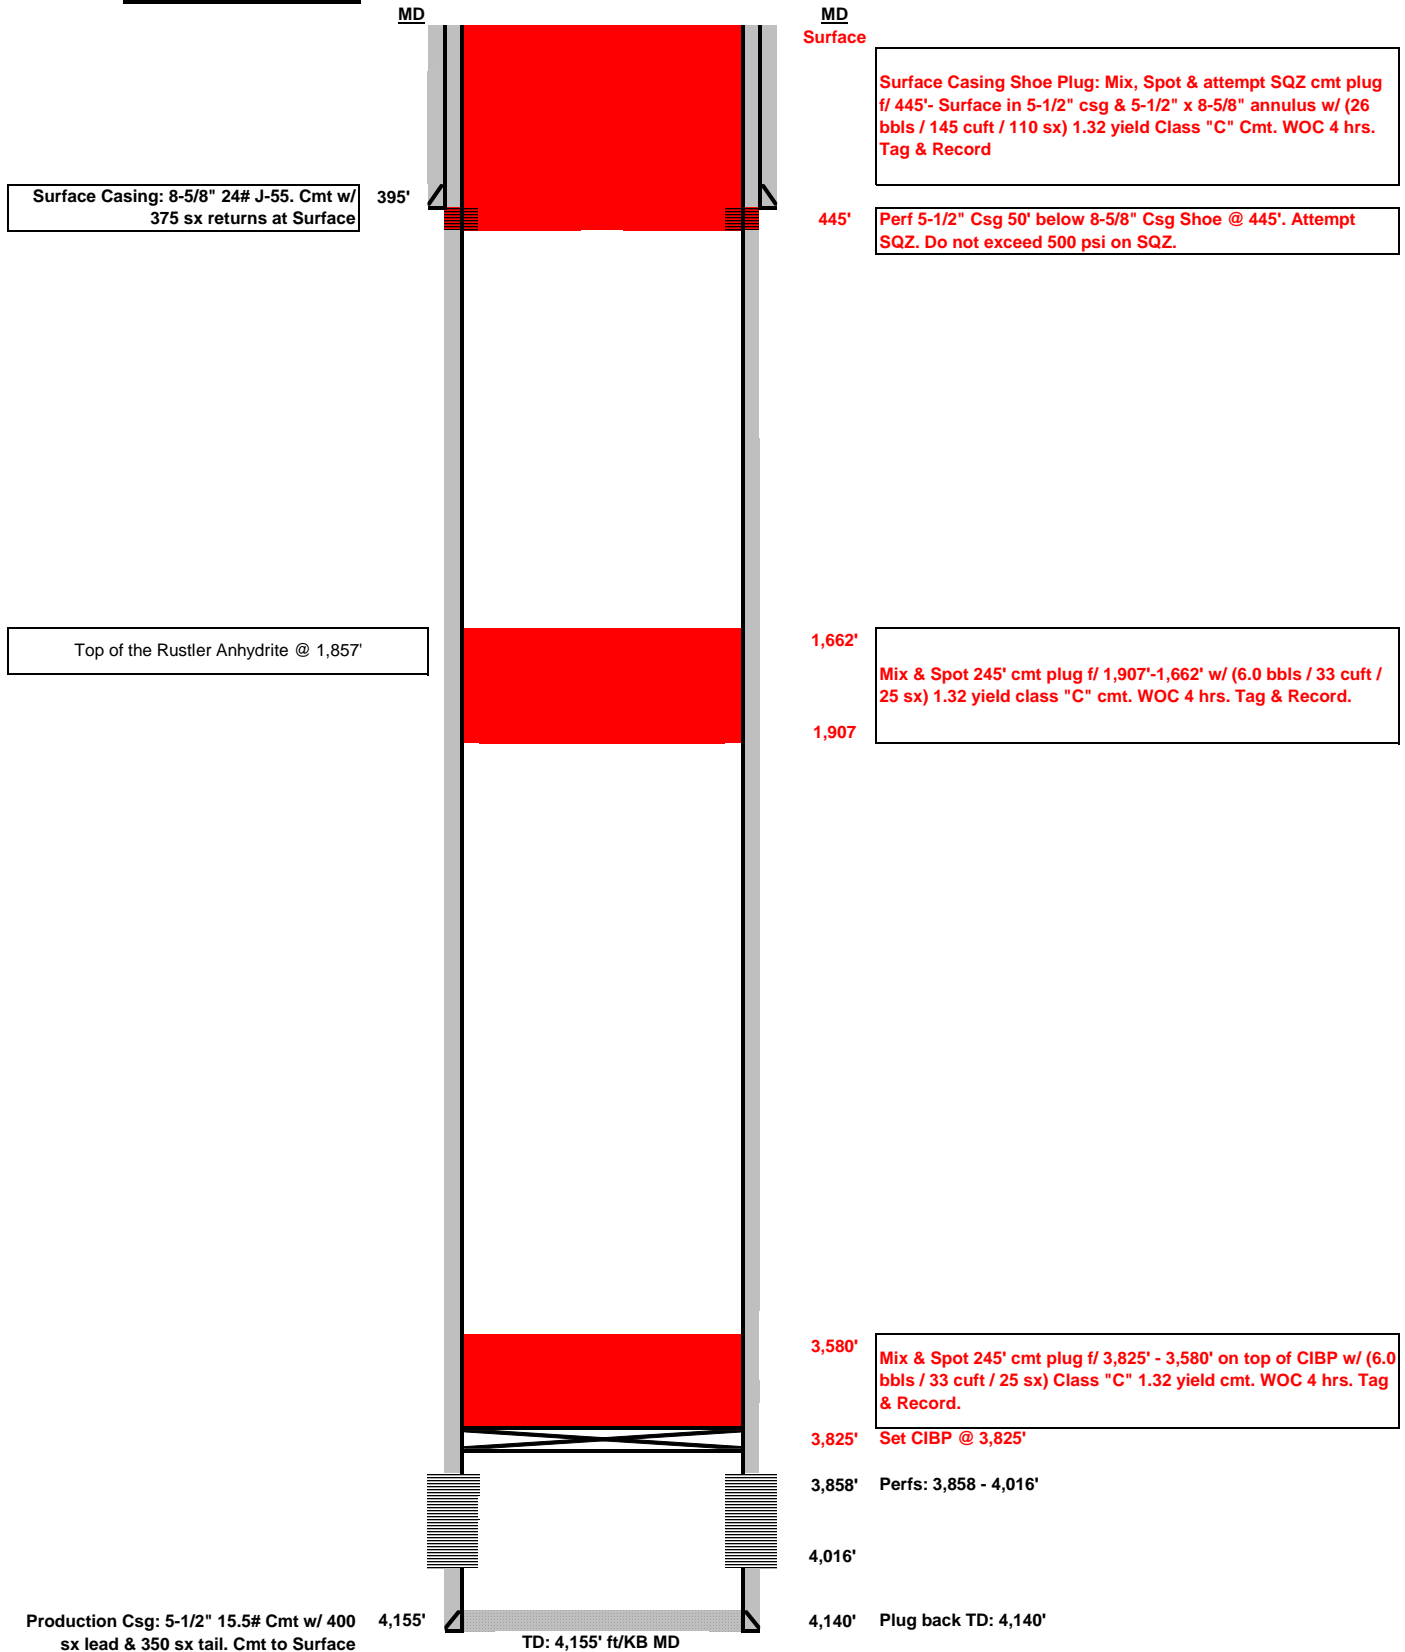 MD
MD
Surface
Surface Casing Shoe Plug: Mix, Spot & attempt SQZ cmt plug
f/ 445'- Surface in 5-1/2" csg & 5-1/2" x 8-5/8" annulus w/ (26
bbls / 145 cuft / 110 sx) 1.32 yield Class "C" Cmt. WOC 4 hrs.
Tag & Record
Surface Casing: 8-5/8" 24# J-55. Cmt w/
375 sx returns at Surface
395'
445'
Perf 5-1/2" Csg 50' below 8-5/8" Csg Shoe @ 445'. Attempt
SQZ. Do not exceed 500 psi on SQZ.
Top of the Rustler Anhydrite @ 1,857'
1,662'
Mix & Spot 245' cmt plug f/ 1,907'-1,662' w/ (6.0 bbls / 33 cuft /
25 sx) 1.32 yield class "C" cmt. WOC 4 hrs. Tag & Record.
1,907
3,580'
Mix & Spot 245' cmt plug f/ 3,825' - 3,580' on top of CIBP w/ (6.0
bbls / 33 cuft / 25 sx) Class "C" 1.32 yield cmt. WOC 4 hrs. Tag
& Record.
3,825'
Set CIBP @ 3,825'
3,858'
Perfs: 3,858 - 4,016'
4,016'
Production Csg: 5-1/2" 15.5# Cmt w/ 400
sx lead & 350 sx tail. Cmt to Surface
4,155'
4,140'
Plug back TD: 4,140'
TD: 4,155' ft/KB MD